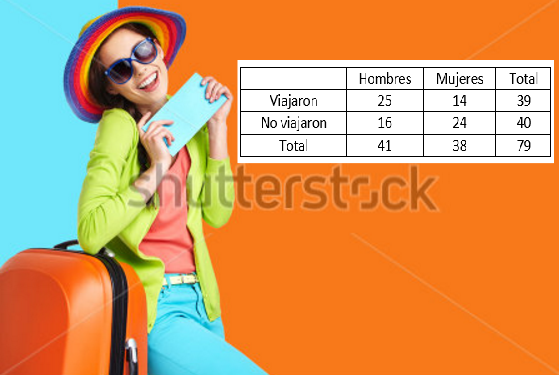 Hombres Mujeres Total
Viajaron 25 14 39
No viajaron 16 24 40
Total 41 38 79
shutterstock